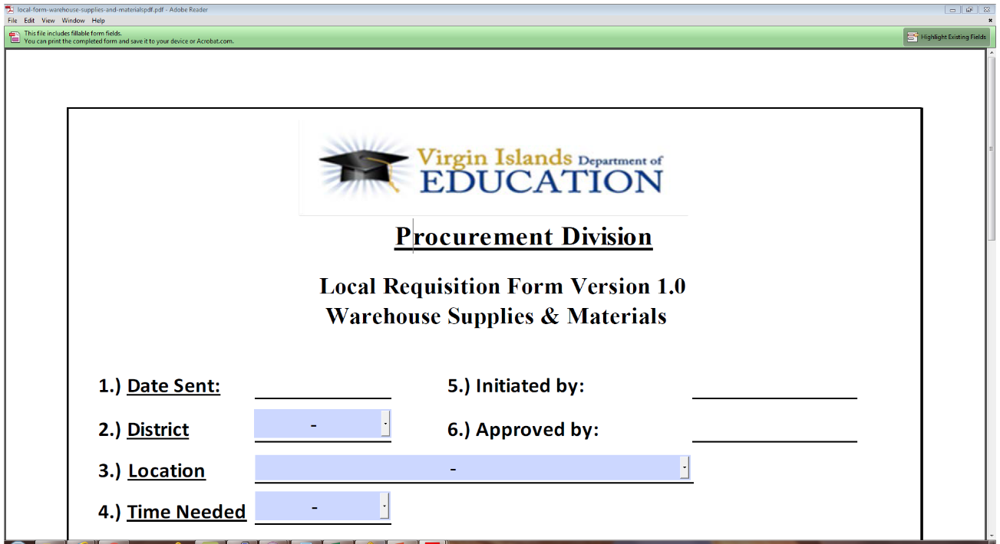 local-form-warehouse-supplies-and-materialspdf.pdf - Adobe Reader
File Edit View Window Help
This file includes fillable form fields.
You can print the completed form and save it to your device or Acrobat.com.
Highlight Existing Fields
Virgin Islands Department of
EDUCATION
Procurement Division
Local Requisition Form Version 1.0
Warehouse Supplies & Materials
1.) Date Sent:
5.) Initiated by:
2.) District -
6.) Approved by:
3.) Location -
4.) Time Needed -